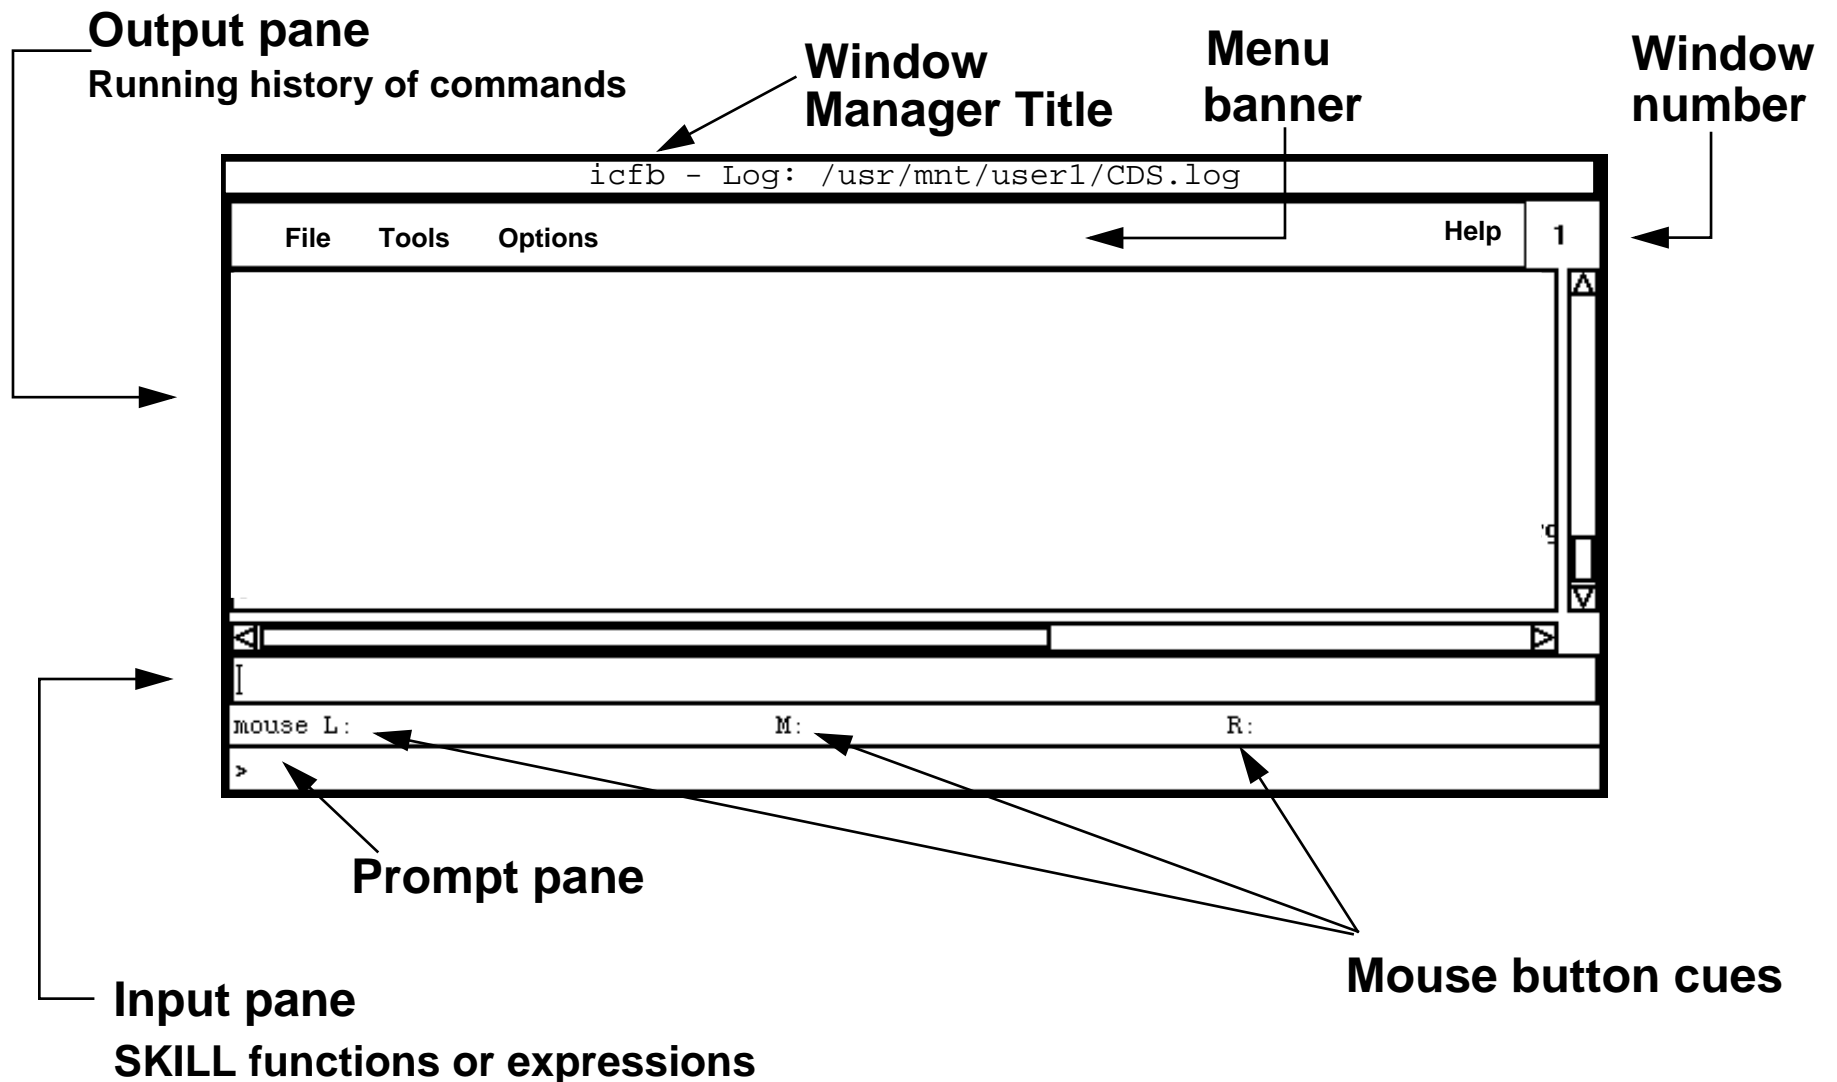 Output pane
Running history of commands
Window
Manager Title
Menu
banner
Window
number
icfb - Log: /usr/mnt/user1/CDS.log
File Tools Options Help 1
mouse L: M: R:
>
Prompt pane
Mouse button cues
Input pane
SKILL functions or expressions